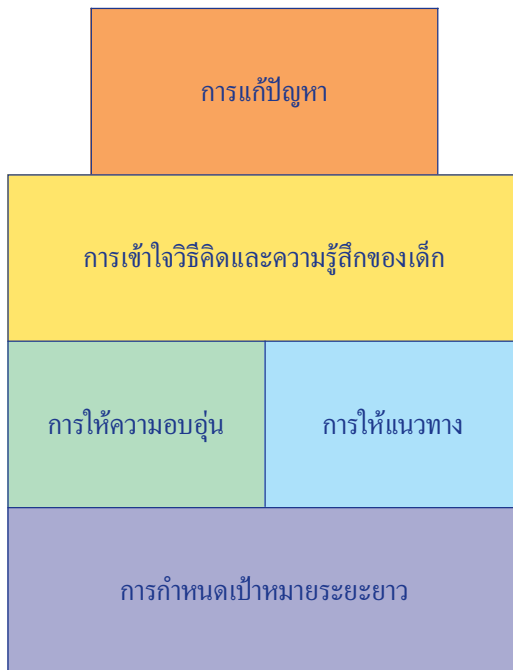 การแก้ปัญหา
การเข้าใจวิธีคิดและความรู้สึกของเด็ก
การให้ความอบอุ่น
การให้แนวทาง
การกำหนดเป้าหมายระยะยาว